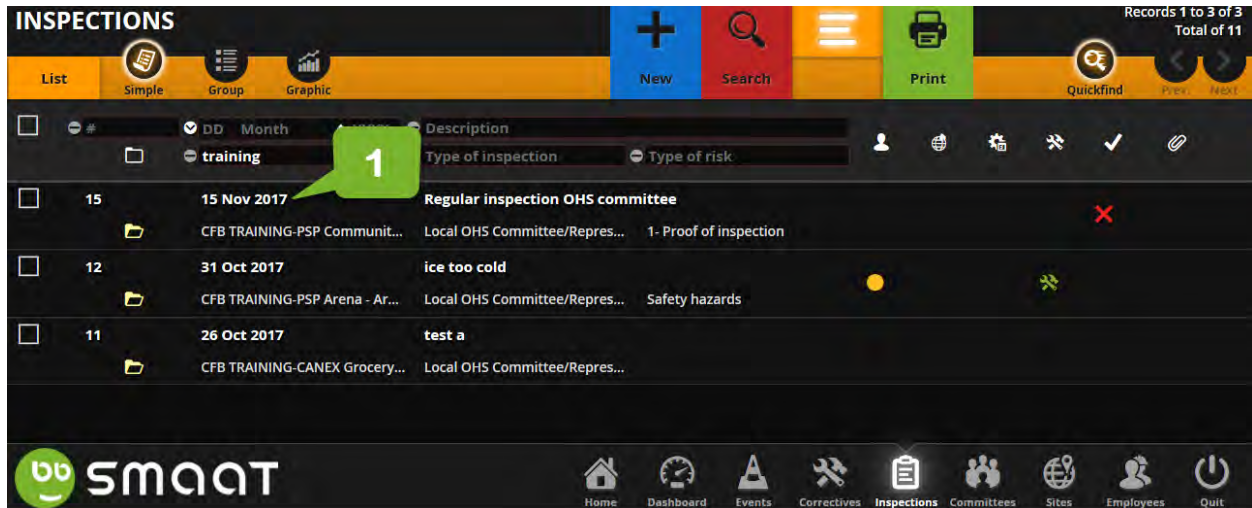 INSPECTIONS
Records 1 to 3 of 3
Total of 11
List
Simple
Group
Graphic
New
Search
Print
Quickfind
Prev.
Next
# DD Month Description
training Type of inspection Type of risk
1
15 15 Nov 2017 Regular inspection OHS committee
CFB TRAINING-PSP Communit... Local OHS Committee/Repres... 1- Proof of inspection
12 31 Oct 2017 ice too cold
CFB TRAINING-PSP Arena - Ar... Local OHS Committee/Repres... Safety hazards
11 26 Oct 2017 test a
CFB TRAINING-CANEX Grocery... Local OHS Committee/Repres...
smaat
Home Dashboard Events Correctives Inspections Committees Sites Employees Quit